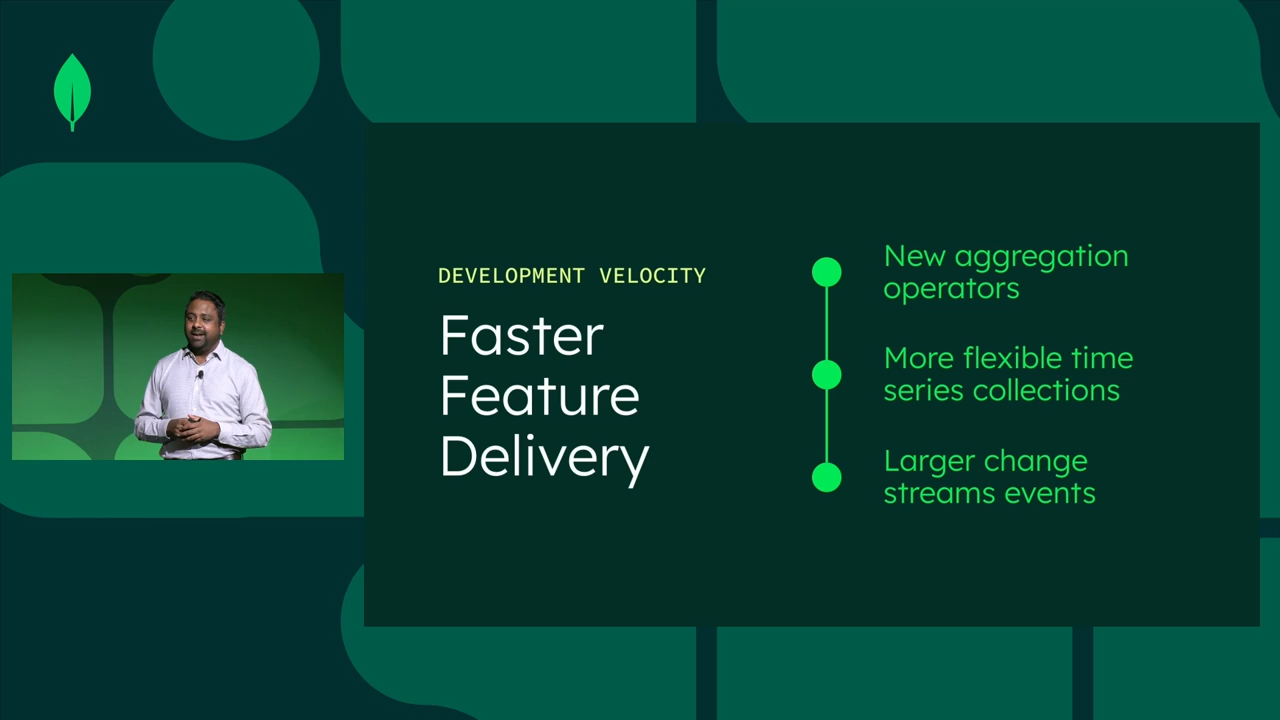 DEVELOPMENT VELOCITY
Faster
Feature
Delivery
New aggregation
operators
More flexible time
series collections
Larger change
streams events